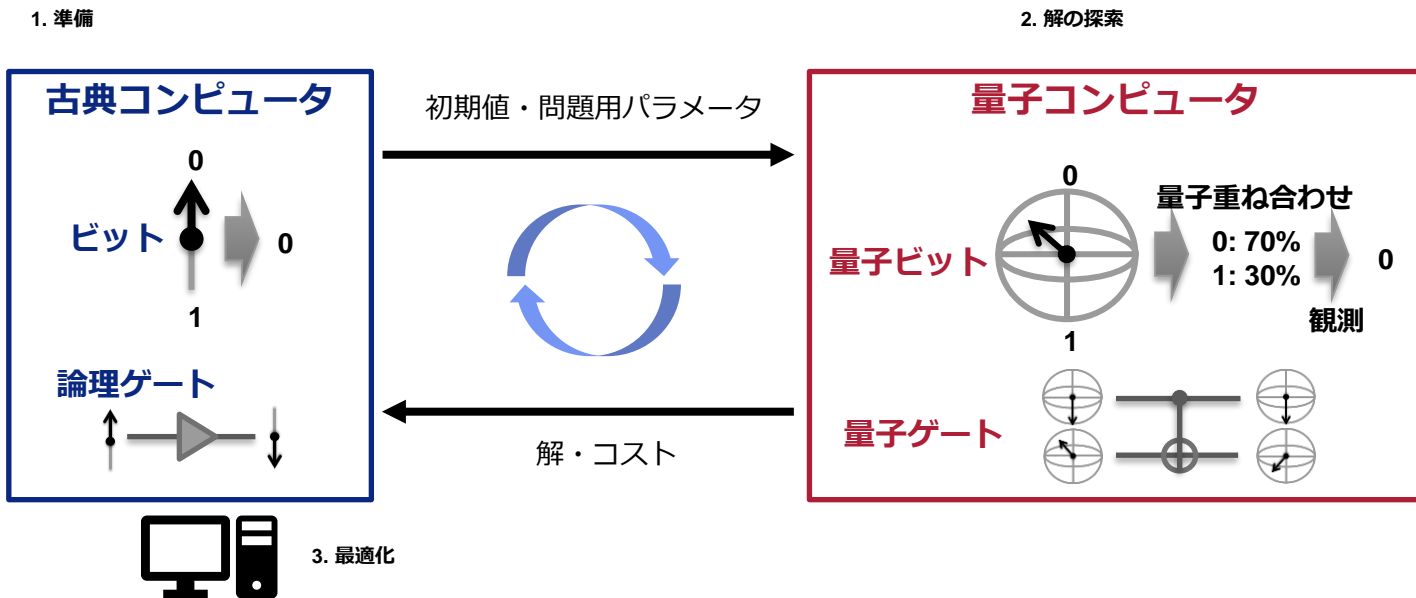 1. 準備
2. 解の探索
古典コンピュータ
0
ビット
0
1
論理ゲート
初期値・問題用パラメータ
解・コスト
量子コンピュータ
0
量子ビット
1
量子重ね合わせ
0: 70%
1: 30%
0
観測
量子ゲート
3. 最適化